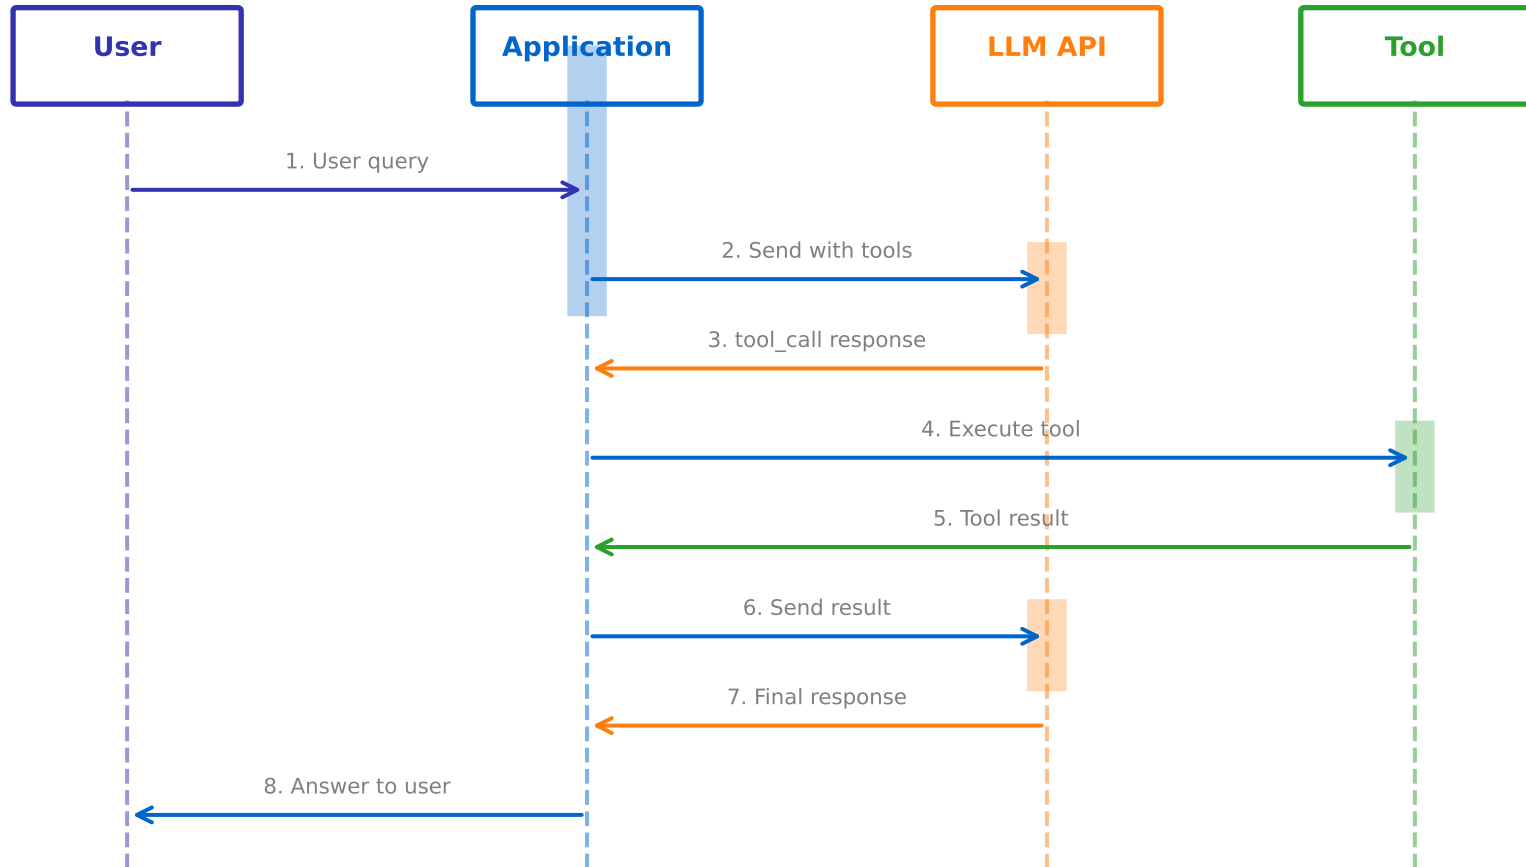 User
Application
LLM API
Tool
1. User query
2. Send with tools
3. tool_call response
4. Execute tool
5. Tool result
6. Send result
7. Final response
8. Answer to user